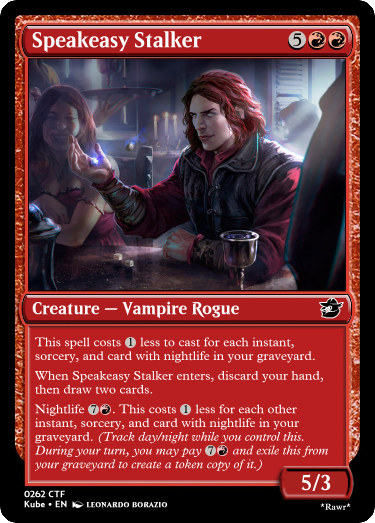 Speakeasy Stalker 5
Creature — Vampire Rogue
This spell costs 1 less to cast for each instant,
sorcery, and card with nightlife in your graveyard.
When Speakeasy Stalker enters, discard your hand,
then draw two cards.
Nightlife 7. This costs 1 less for each other
instant, sorcery, and card with nightlife in your
graveyard. (Track day/night while you control this.
During your turn, you may pay 7 and exile this from
your graveyard to create a token copy of it.)
5/3
0262 CTF
Kube • EN LEONARDO BORAZIO
*Rawr*